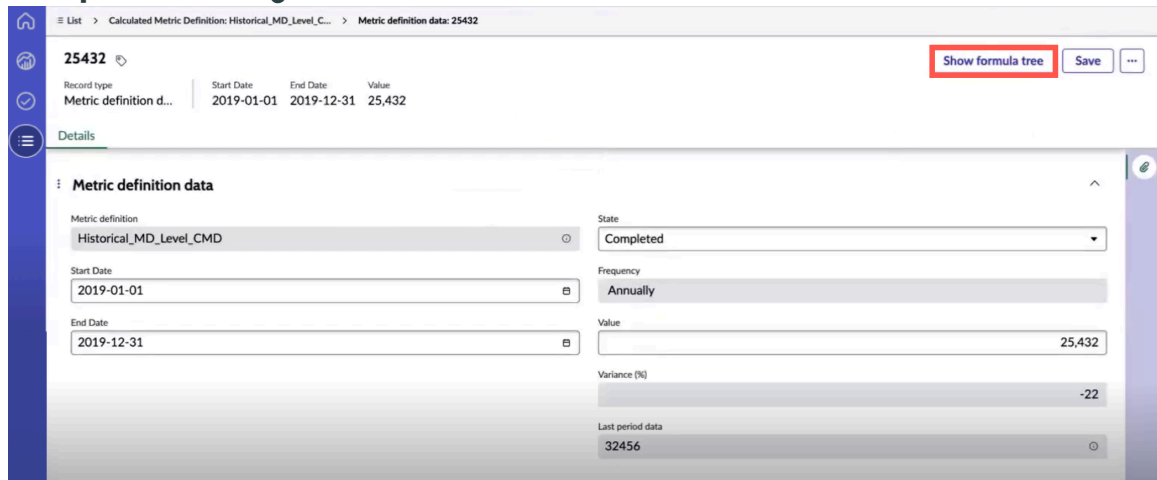 List > Calculated Metric Definition: Historical_MD_Level_C... > Metric definition data: 25432
25432
Show formula tree Save ...
Record type Start Date End Date Value
Metric definition d... 2019-01-01 2019-12-31 25,432
Details
Metric definition data
Metric definition
Historical_MD_Level_CMD
State
Completed
Start Date
2019-01-01
Frequency
Annually
End Date
2019-12-31
Value
25,432
Variance (%)
-22
Last period data
32456